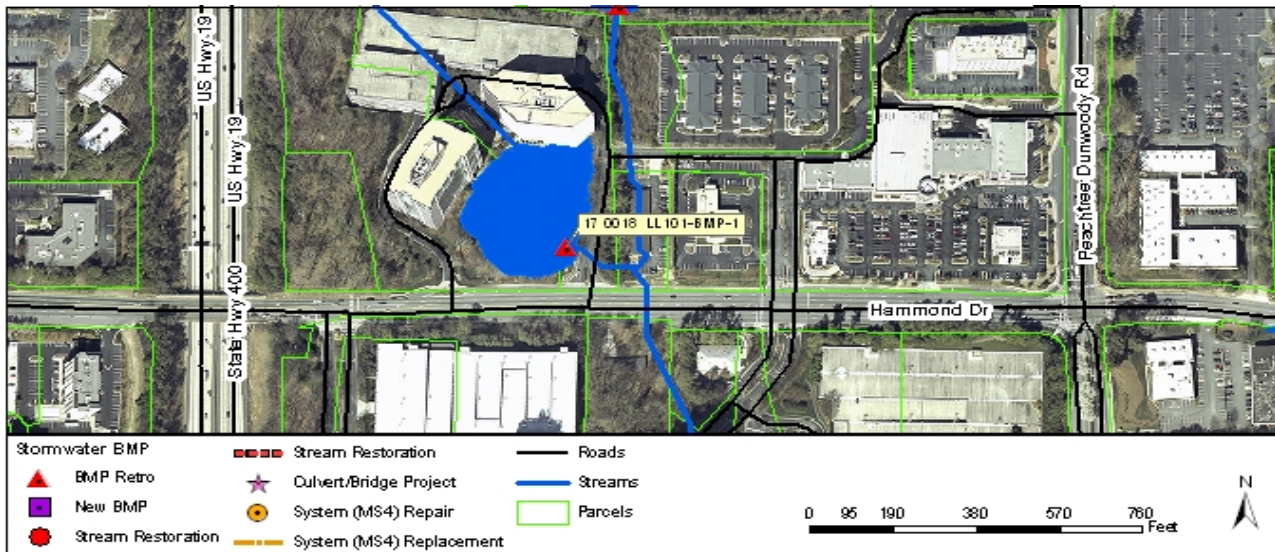 US Hwy 19
US Hwy 19
State Hwy 400
Peachtree Dunwoody Rd
17 0018 LL101-BMP-1
Hammond Dr
Stormwater BMP
BMP Retro
New BMP
Stream Restoration
Stream Restoration
Culvert/Bridge Project
System (MS4) Repair
System (MS4) Replacement
Roads
Streams
Parcels
N
0 95 190 380 570 760
Feet